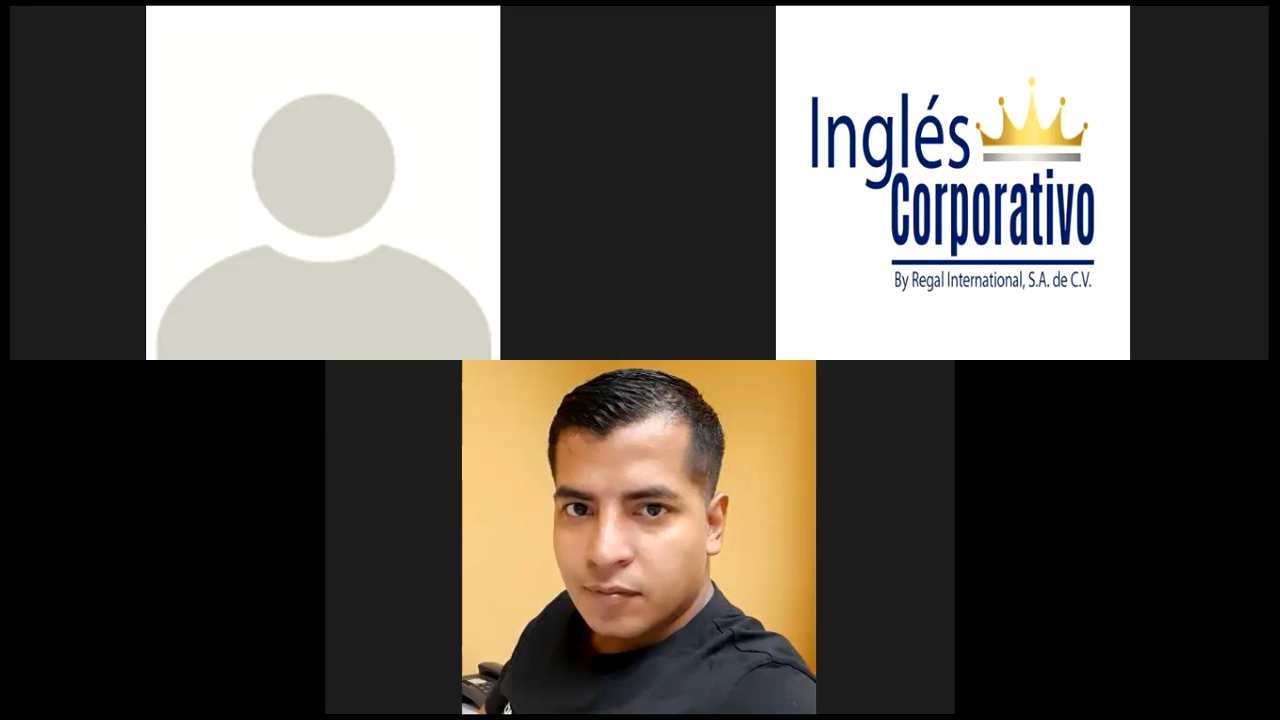 Inglés
Corporativo
By Regal International, S.A. de C.V.